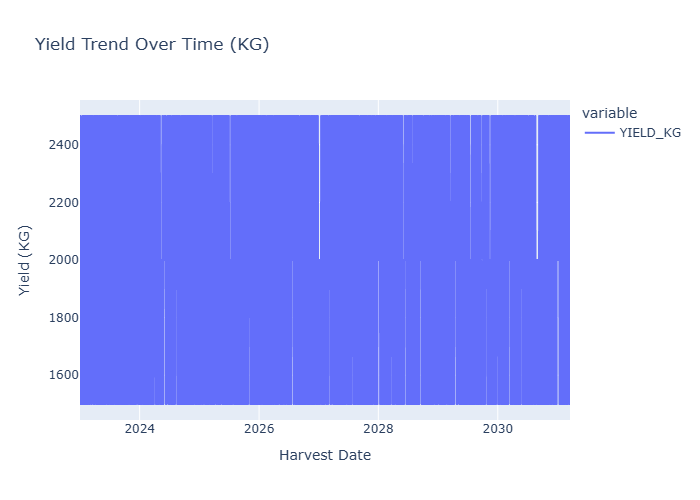 Yield Trend Over Time (KG)
variable
YIELD_KG
Yield (KG)
2400
2200
2000
1800
1600
2024
2026
2028
2030
Harvest Date